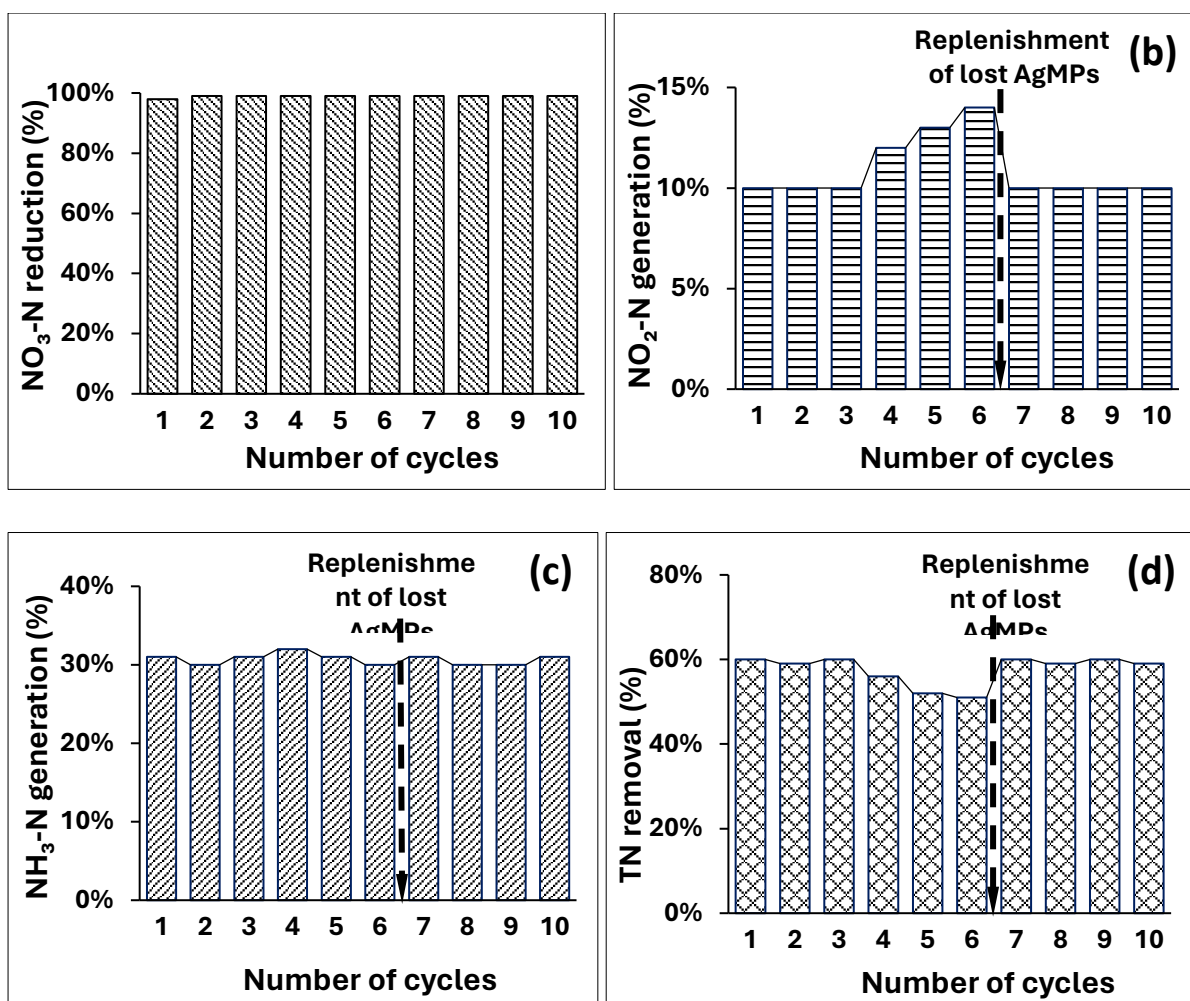 NO₃-N reduction (%)
100%
80%
60%
40%
20%
0%
1 2 3 4 5 6 7 8 9 10
Number of cycles
Replenishment
of lost AgMPs
(b)
NO₂-N generation (%)
15%
10%
5%
0%
1 2 3 4 5 6 7 8 9 10
Number of cycles
Replenishme
nt of lost
AgMPs
(c)
NH₃-N generation (%)
40%
30%
20%
10%
0%
1 2 3 4 5 6 7 8 9 10
Number of cycles
Replenishme
nt of lost
AgMPs
(d)
TN removal (%)
80%
60%
40%
20%
0%
1 2 3 4 5 6 7 8 9 10
Number of cycles